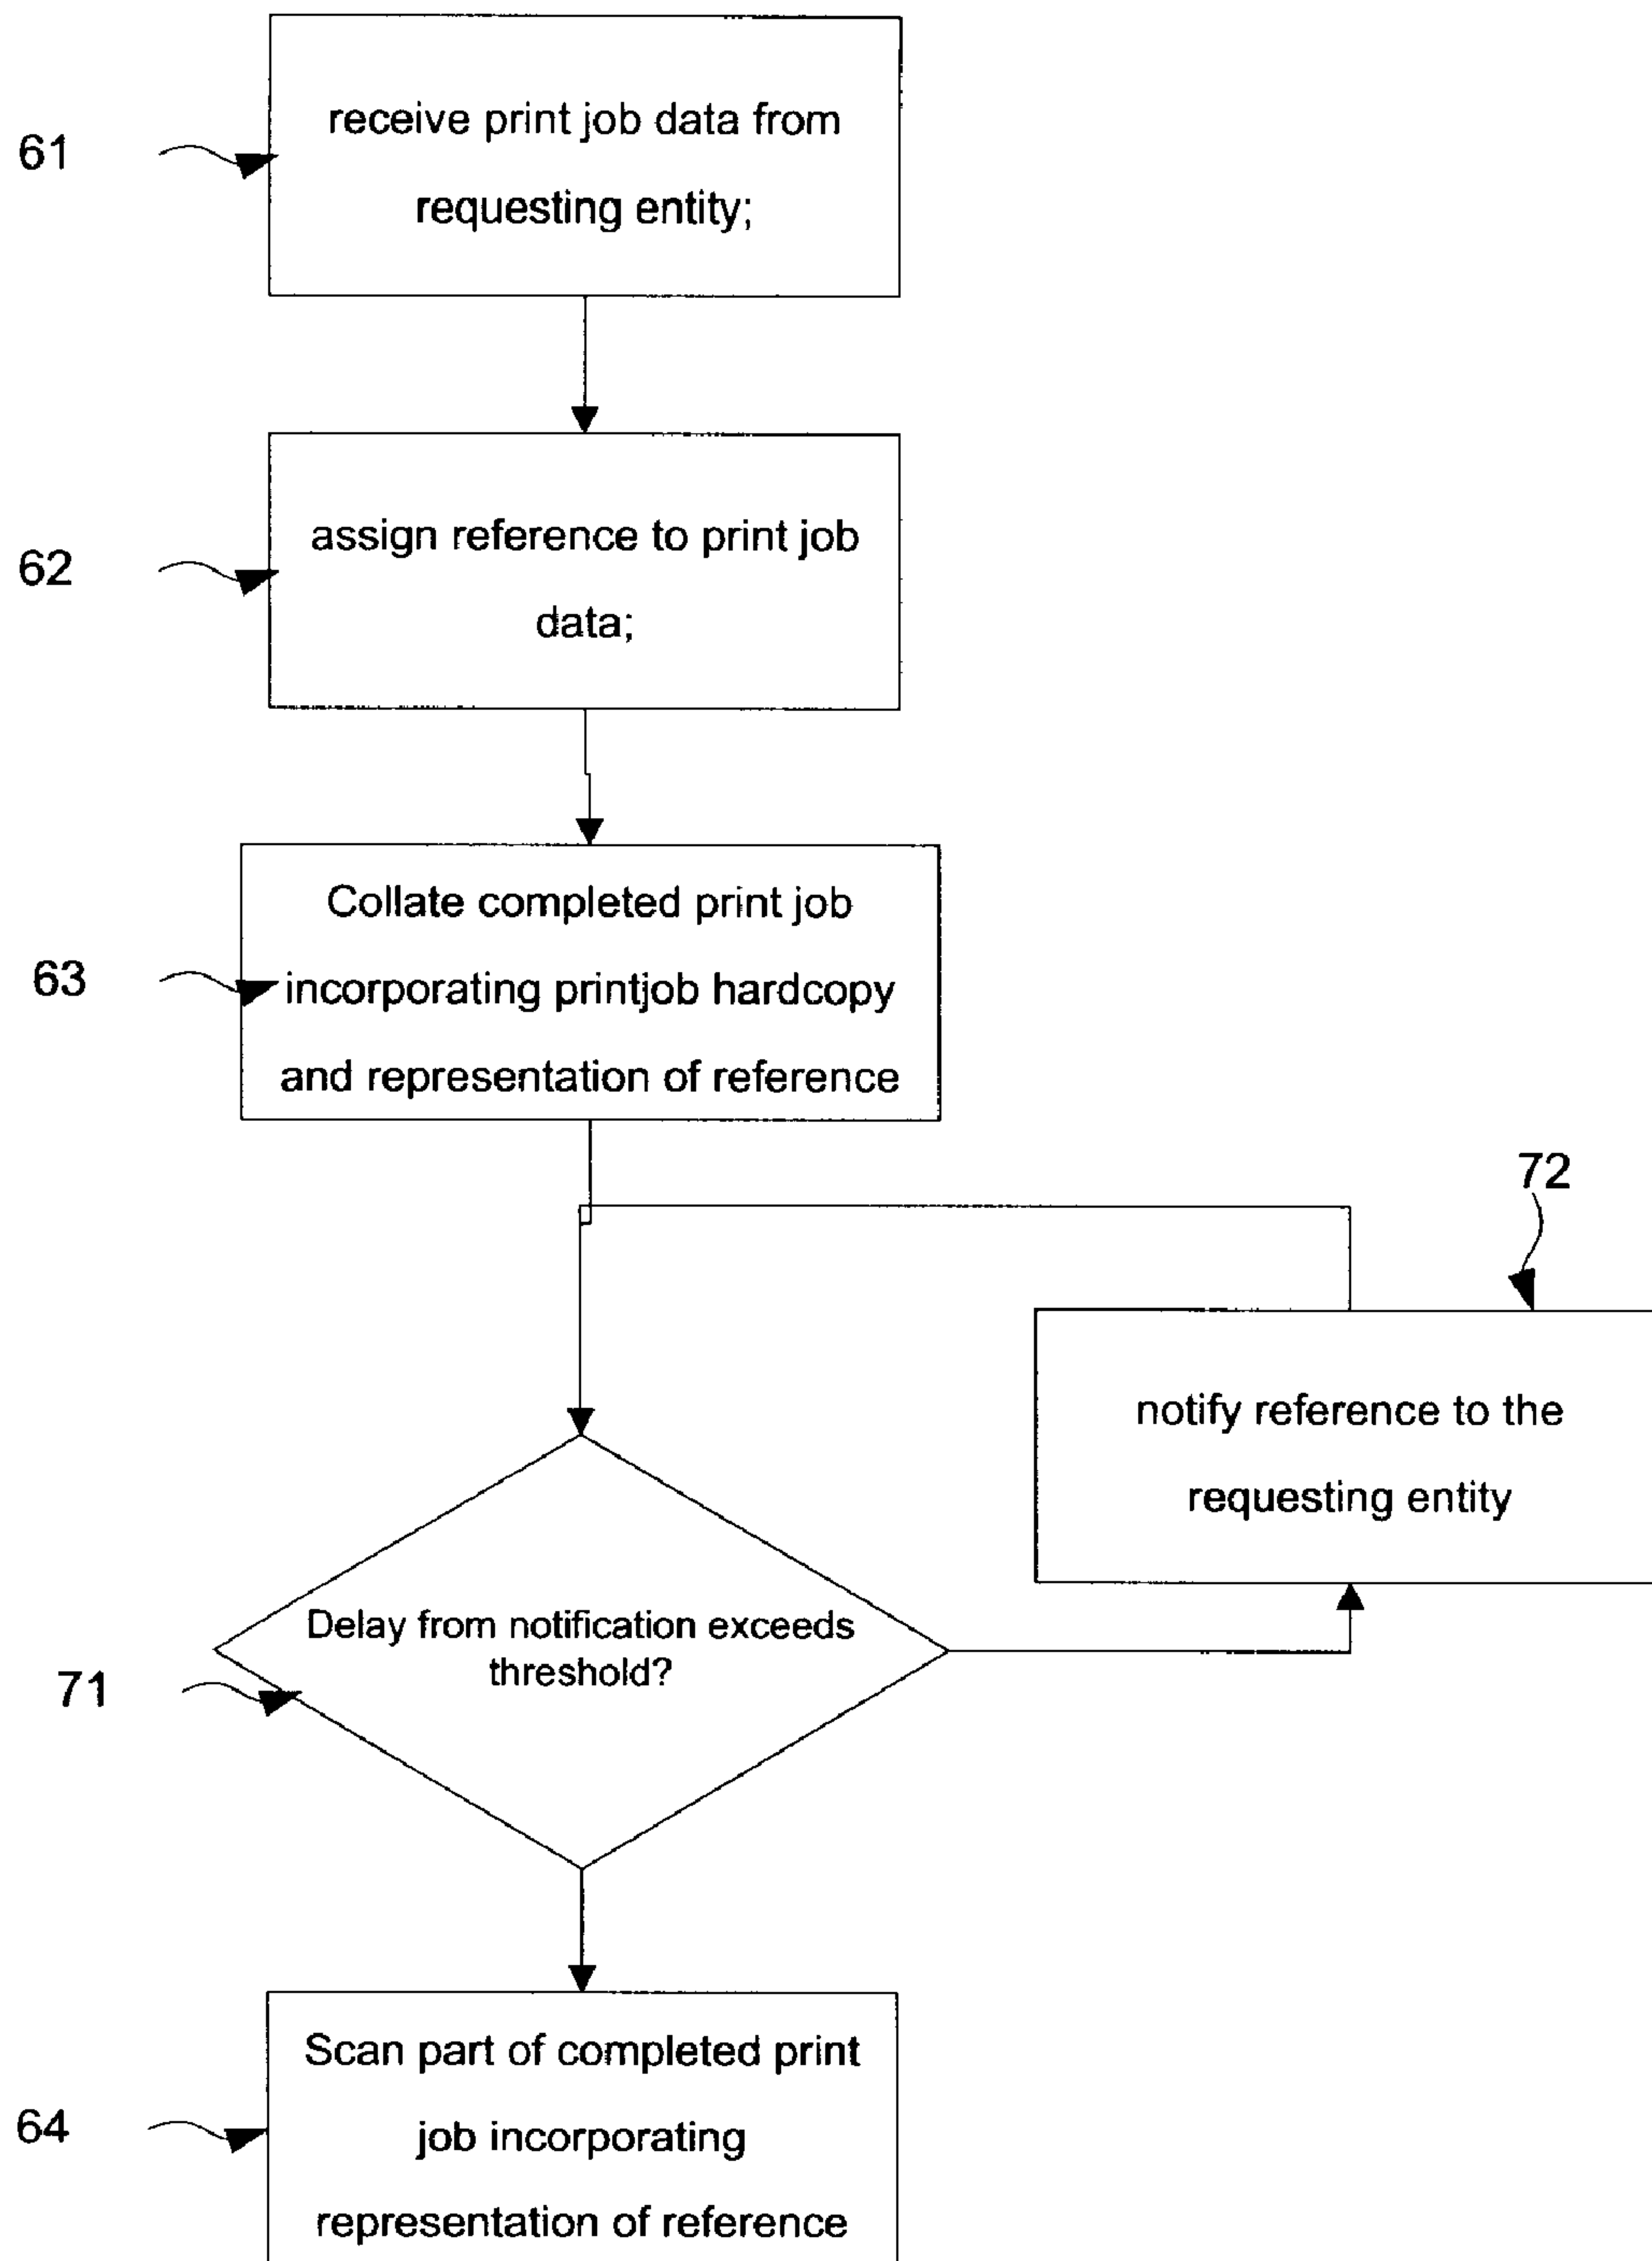 61
receive print job data from
requesting entity;
62
assign reference to print job
data;
63
Collate completed print job
incorporating printjob hardcopy
and representation of reference
72
notify reference to the
requesting entity
71
Delay from notification exceeds
threshold?
64
Scan part of completed print
job incorporating
representation of reference